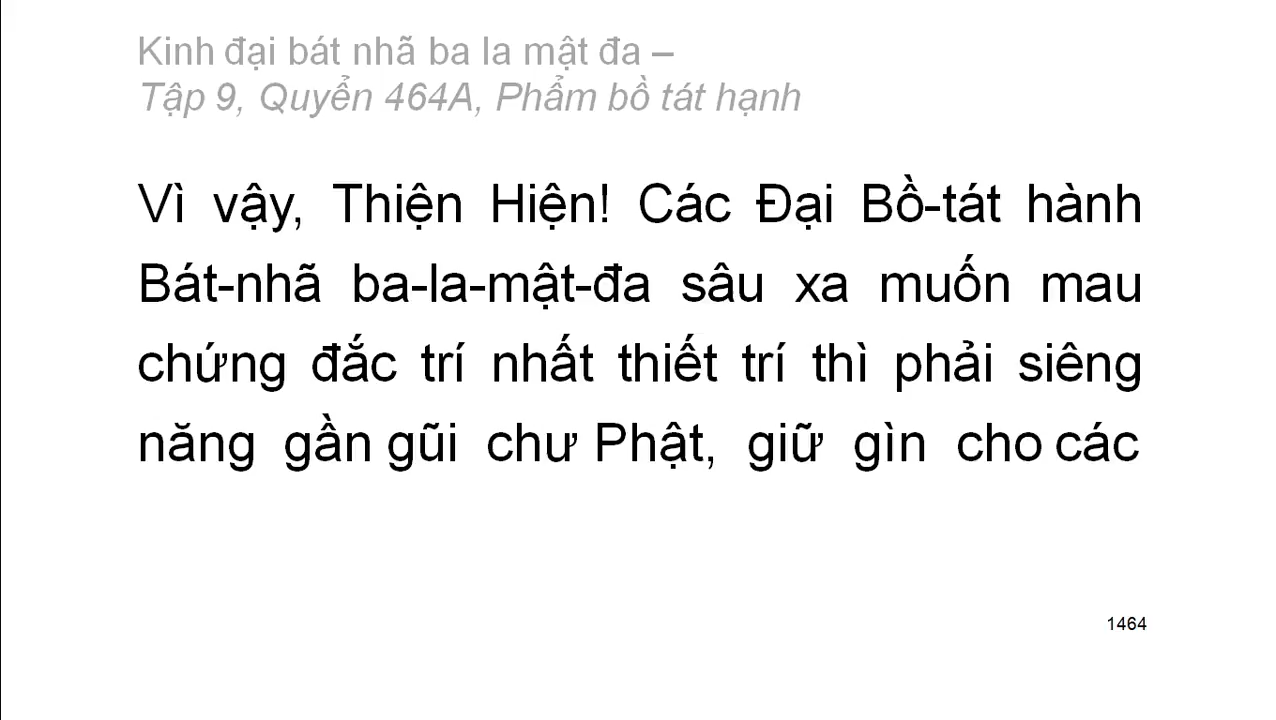 Kinh đại bát nhã ba la mật đa –
Tập 9, Quyển 464A, Phẩm bồ tát hạnh
Vì vậy, Thiện Hiện! Các Đại Bồ-tát hành
Bát-nhã ba-la-mật-đa sâu xa muốn mau
chứng đắc trí nhất thiết trí thì phải siêng
năng gần gũi chư Phật, giữ gìn cho các
1464